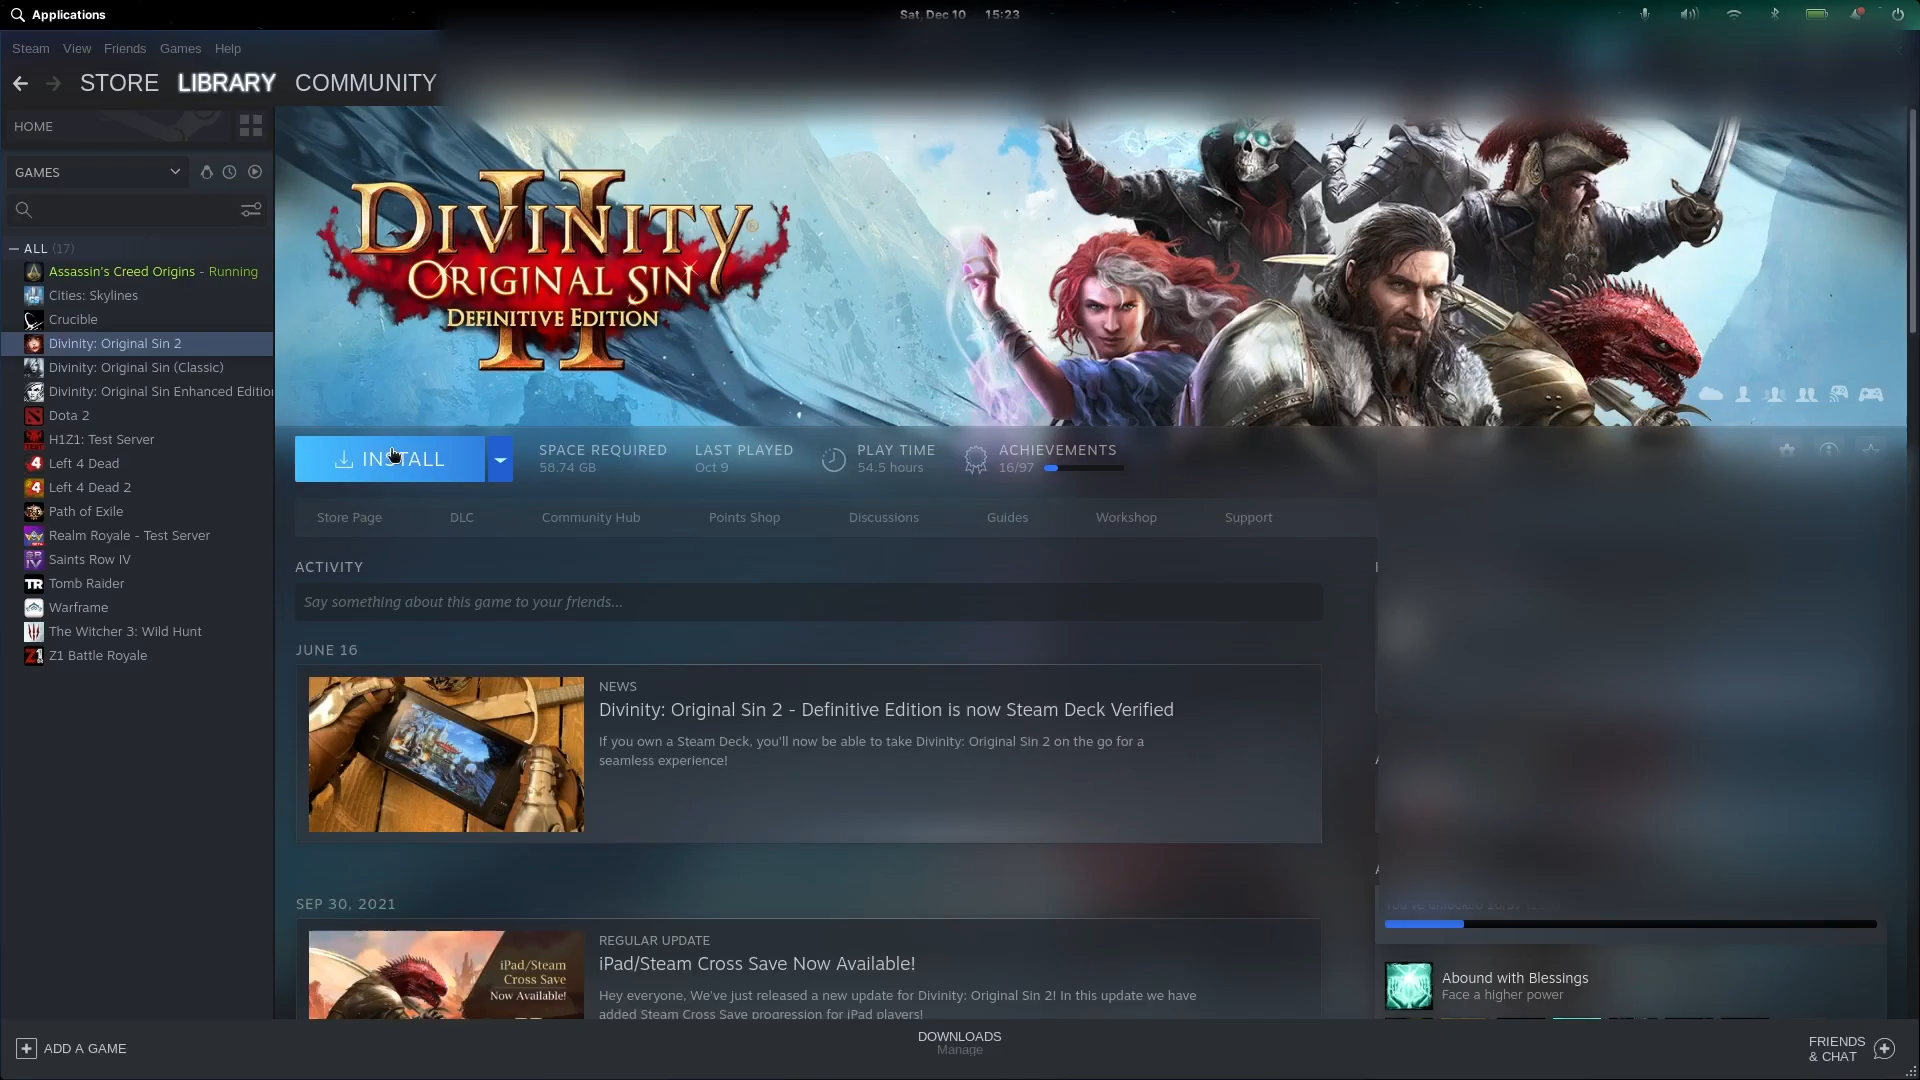 Applications
Sat, Dec 10 15:23
Steam View Friends Games Help
STORE LIBRARY COMMUNITY
HOME
GAMES
ALL (17)
Assassin's Creed Origins - Running
Cities: Skylines
Crucible
Divinity: Original Sin 2
Divinity: Original Sin (Classic)
Divinity: Original Sin Enhanced Editio
Dota 2
H1Z1: Test Server
Left 4 Dead
Left 4 Dead 2
Path of Exile
Realm Royale - Test Server
Saints Row IV
Tomb Raider
Warframe
The Witcher 3: Wild Hunt
Z1 Battle Royale
II
DIVINITY®
ORIGINAL SIN
DEFINITIVE EDITION
INSTALL
SPACE REQUIRED
58.74 GB
LAST PLAYED
Oct 9
PLAY TIME
54.5 hours
ACHIEVEMENTS
16/97
Store Page DLC Community Hub Points Shop Discussions Guides Workshop Support
ACTIVITY
Say something about this game to your friends...
JUNE 16
NEWS
Divinity: Original Sin 2 - Definitive Edition is now Steam Deck Verified
If you own a Steam Deck, you'll now be able to take Divinity: Original Sin 2 on the go for a
seamless experience!
SEP 30, 2021
iPad/Steam
Cross Save
Now Available!
REGULAR UPDATE
iPad/Steam Cross Save Now Available!
Hey everyone, We've just released a new update for Divinity: Original Sin 2! In this update we have
added Steam Cross Save progression for iPad players!
Abound with Blessings
Face a higher power
ADD A GAME
DOWNLOADS
Manage
FRIENDS
& CHAT